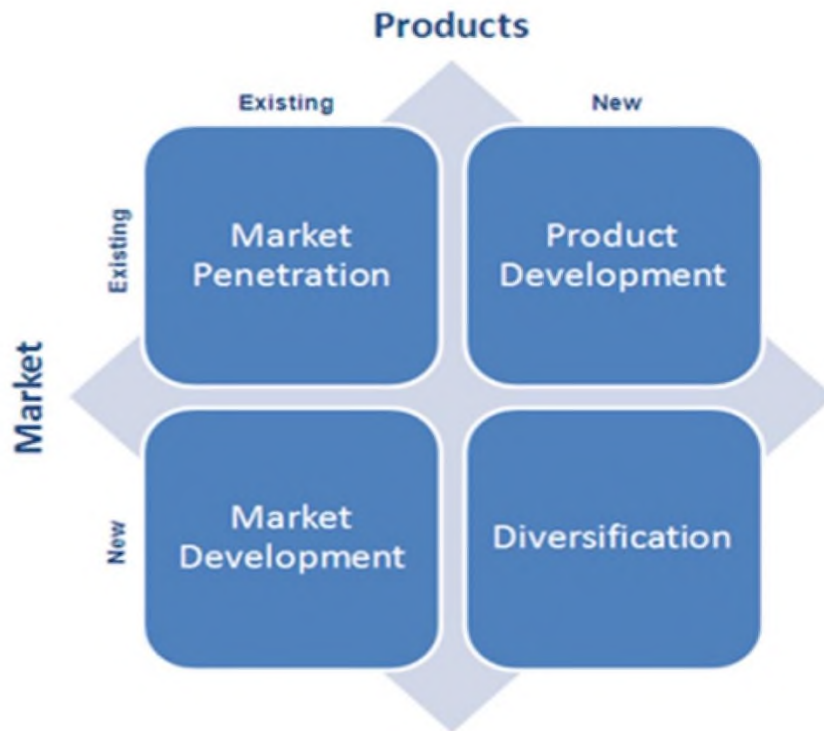 Products
Existing
New
Existing
Market
Penetration
Product
Development
Market
New
Market
Development
Diversification